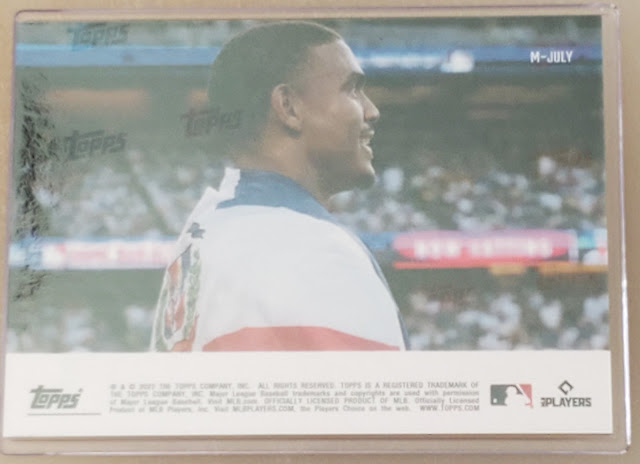 Topps
M-JULY
Topps
Topps
NOW BATTING
Topps
© & © 2022 THE TOPPS COMPANY, INC. ALL RIGHTS RESERVED. TOPPS IS A REGISTERED TRADEMARK OF
THE TOPPS COMPANY, INC. Major League Baseball trademarks and copyrights are used with permission
of Major League Baseball. Visit MLB.com. OFFICIALLY LICENSED PRODUCT OF MLB. Officially Licensed
Product of MLB Players, Inc. Visit MLBPLAYERS.com, the Players Choice on the web. WWW.TOPPS.COM
MLB PLAYERS